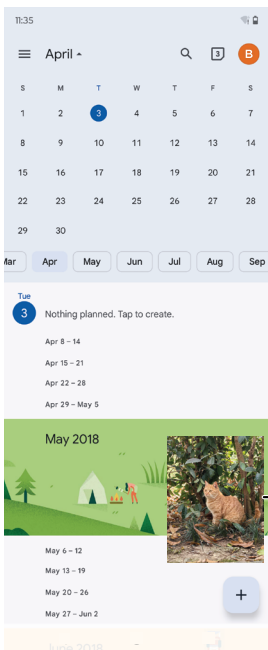 11:35
April
3
B
S M T W T F S
1 2 3 4 5 6 7
8 9 10 11 12 13 14
15 16 17 18 19 20 21
22 23 24 25 26 27 28
29 30
Mar Apr May Jun Jul Aug Sep
Tue
3 Nothing planned. Tap to create.
Apr 8 – 14
Apr 15 – 21
Apr 22 – 28
Apr 29 – May 5
May 2018
May 6 – 12
May 13 – 19
May 20 – 26
May 27 – Jun 2
June 2018